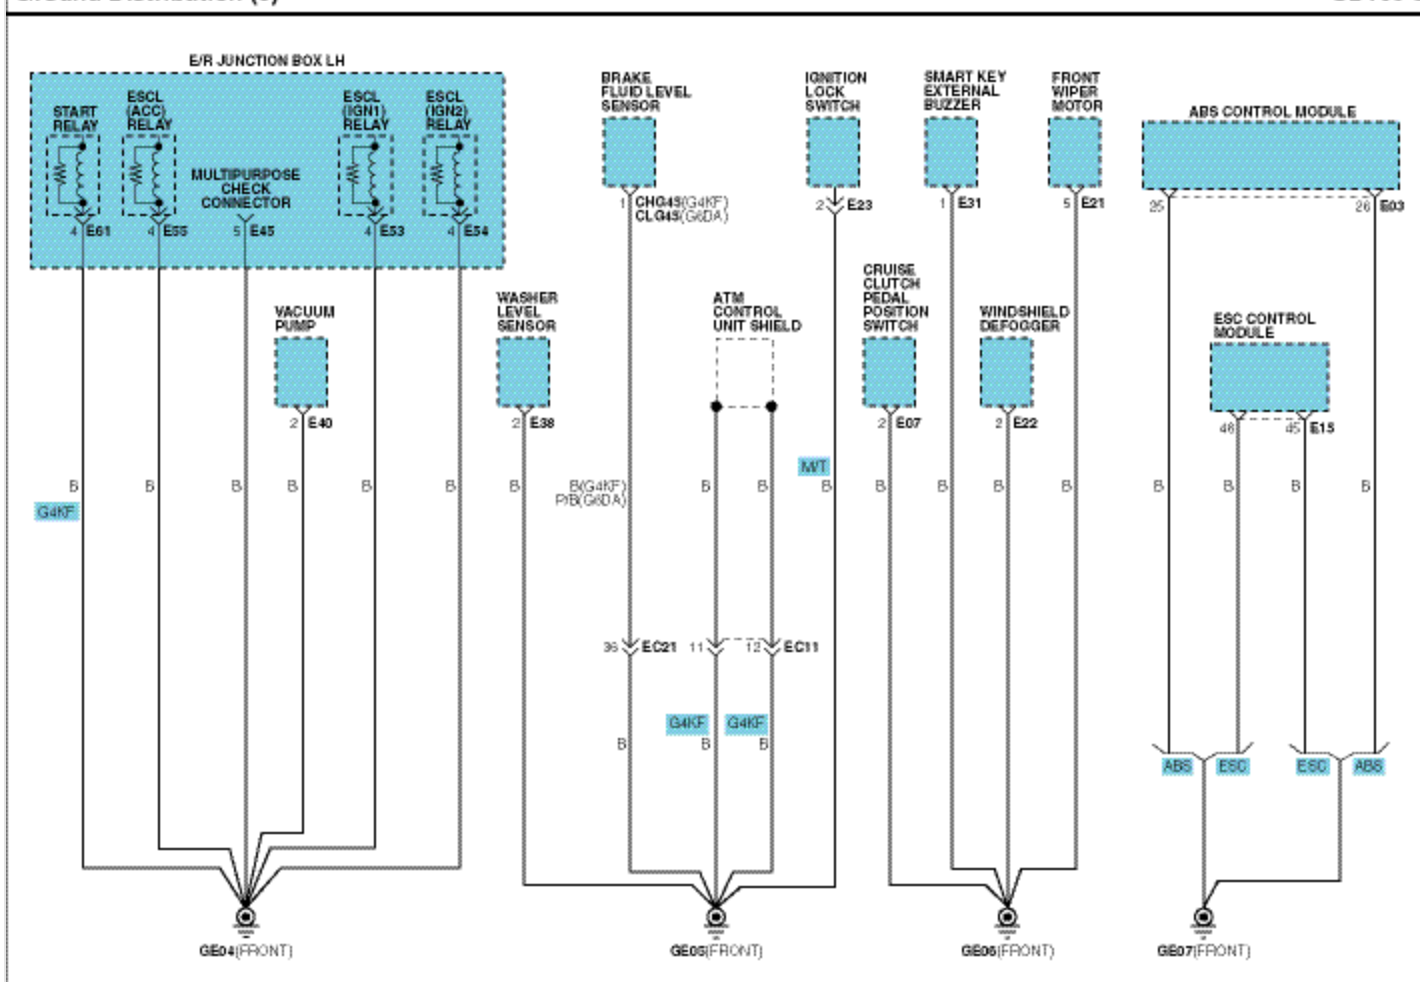 E/R JUNCTION BOX LH
START
RELAY
ESCL
(ACC)
RELAY
MULTIPURPOSE
CHECK
CONNECTOR
ESCL
(IGN1)
RELAY
ESCL
(IGN2)
RELAY
4 E61
4 E55
5 E45
4 E53
4 E54
BRAKE
FLUID LEVEL
SENSOR
1 CHG43(G4KF)
CLG43(G6DA)
IGNITION
LOCK
SWITCH
2 E23
SMART KEY
EXTERNAL
BUZZER
1 E31
FRONT
WIPER
MOTOR
5 E21
ABS CONTROL MODULE
25
26 E03
VACUUM
PUMP
2 E40
WASHER
LEVEL
SENSOR
2 E38
ATM
CONTROL
UNIT SHIELD
CRUISE
CLUTCH
PEDAL
POSITION
SWITCH
2 E07
WINDSHIELD
DEFOGGER
2 E22
ESC CONTROL
MODULE
46
45 E15
M/T
B B B B B B B B(G4KF) B B B B B B B B B B B
P/B(G6DA)
G4KF
36 EC21
11
12 EC11
G4KF G4KF
B B B
ABS ESC ESC ABS
GE04(FRONT)
GE05(FRONT)
GE06(FRONT)
GE07(FRONT)